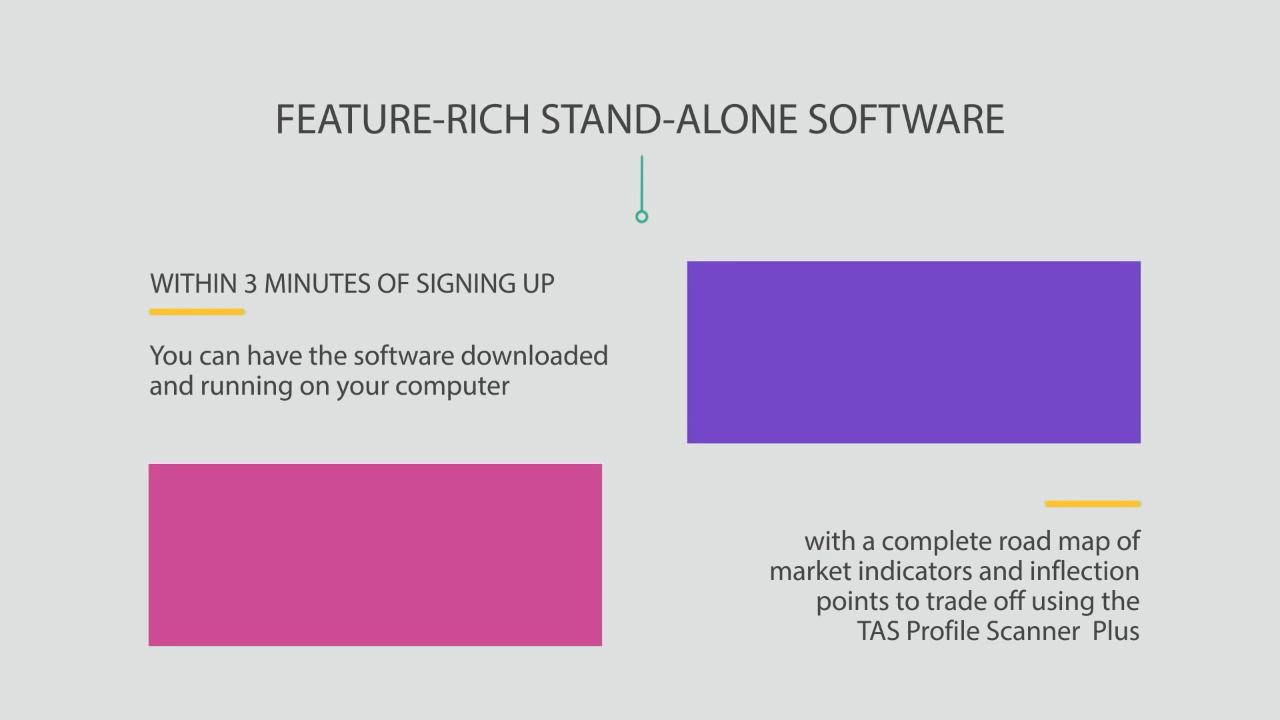 FEATURE-RICH STAND-ALONE SOFTWARE
WITHIN 3 MINUTES OF SIGNING UP
You can have the software downloaded
and running on your computer
with a complete road map of
market indicators and inflection
points to trade off using the
TAS Profile Scanner  Plus